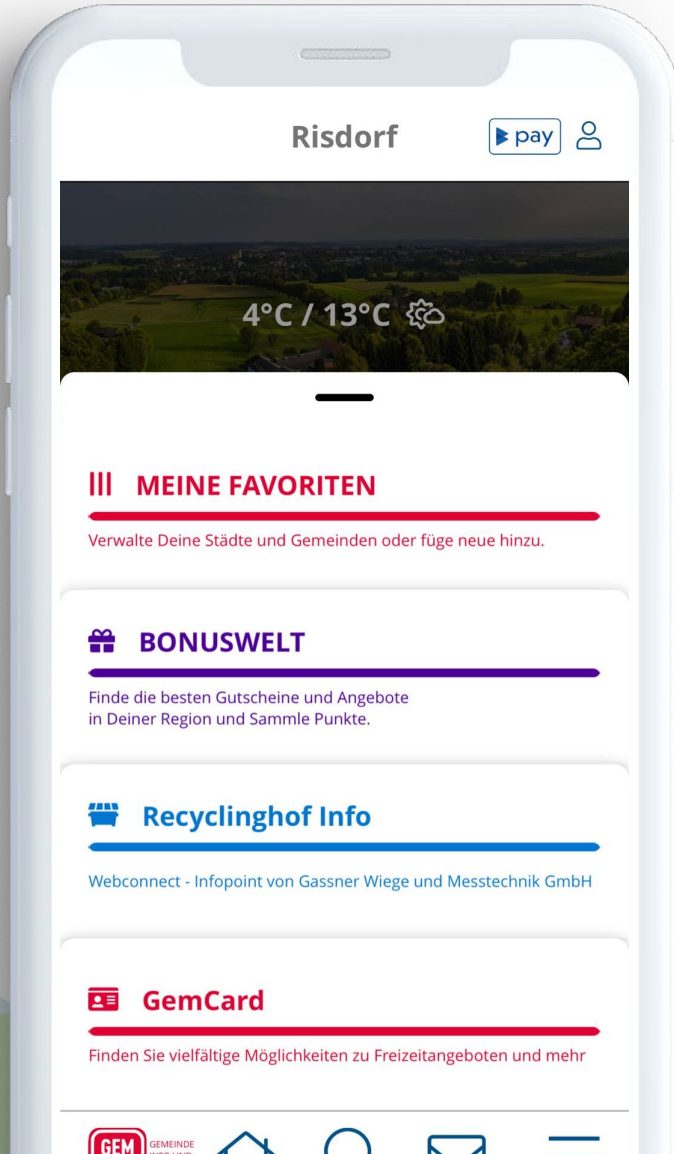 Risdorf
pay
4°C / 13°C
MEINE FAVORITEN
Verwalte Deine Städte und Gemeinden oder füge neue hinzu.
BONUSWELT
Finde die besten Gutscheine und Angebote
in Deiner Region und Sammle Punkte.
Recyclinghof Info
Webconnect - Infopoint von Gassner Wiege und Messtechnik GmbH
GemCard
Finden Sie vielfältige Möglichkeiten zu Freizeitangeboten und mehr
GEM
GEMEINDE
INFO UND